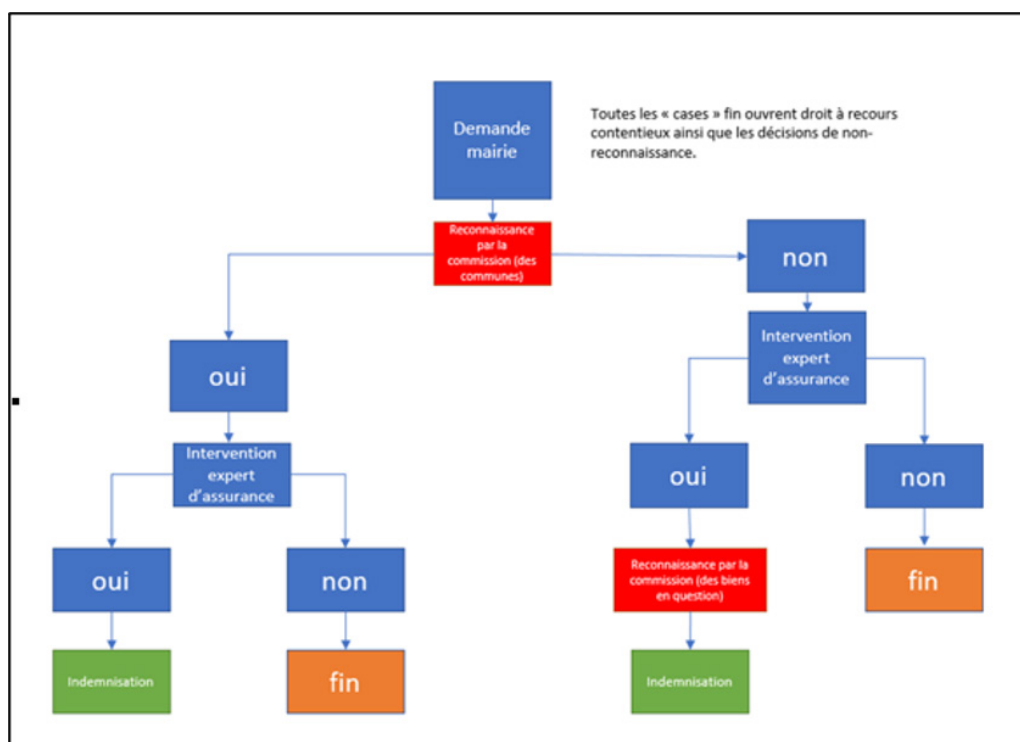 Demande
mairie
Toutes les « cases » fin ouvrent droit à recours
contentieux ainsi que les décisions de non-
reconnaissance.
Reconnaissance
par la
commission (des
communes)
non
Intervention
expert
d'assurance
oui
Intervention
expert
d'assurance
oui
non
oui
non
Reconnaissance par la
commission (des biens
en question)
fin
Indemnisation
fin
Indemnisation